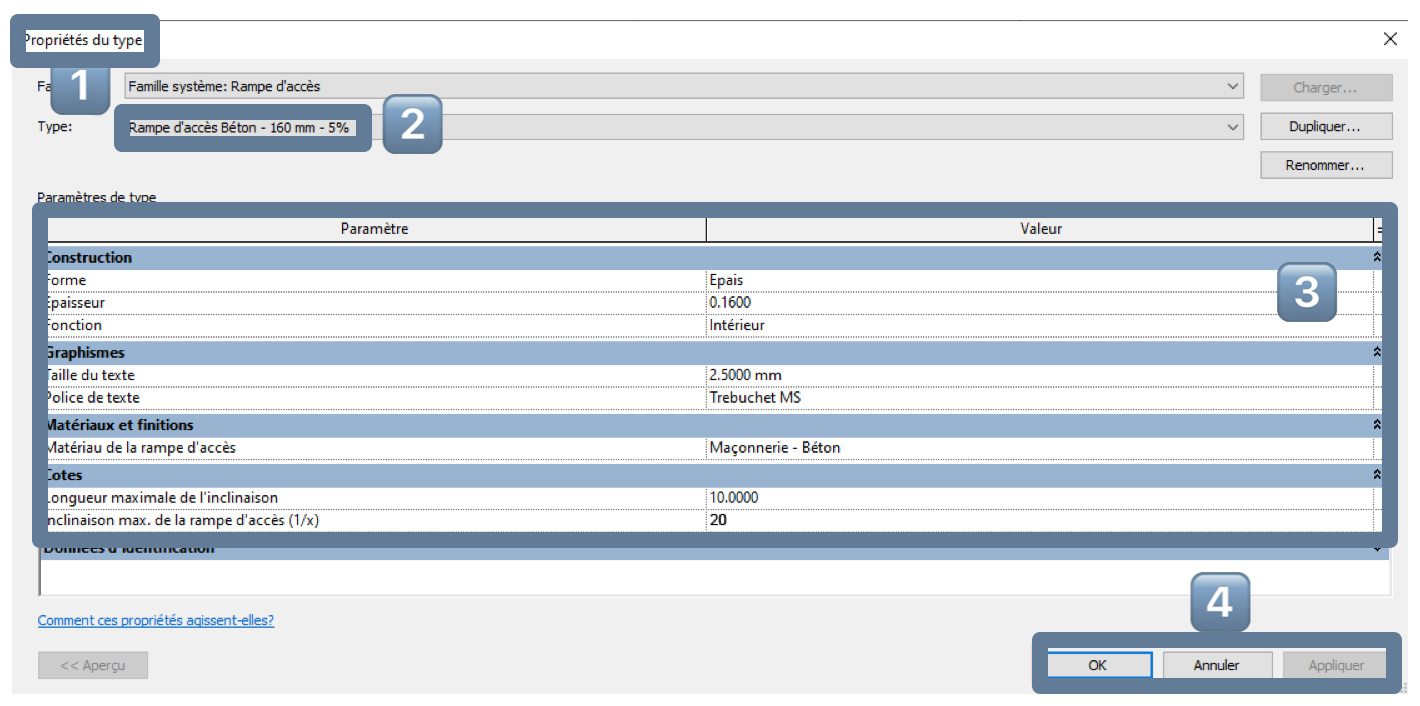 Propriétés du type
1
Famille système: Rampe d'accès
Charger...
Type:
Rampe d'accès Béton - 160 mm - 5%
2
Dupliquer...
Renommer...
Paramètres de type
Paramètre
Valeur
=
Construction
Forme
Epais
3
Epaisseur
0.1600
Fonction
Intérieur
Graphismes
Taille du texte
2.5000 mm
Police de texte
Trebuchet MS
Matériaux et finitions
Matériau de la rampe d'accès
Maçonnerie - Béton
Cotes
Longueur maximale de l'inclinaison
10.0000
Inclinaison max. de la rampe d'accès (1/x)
20
Données d'identification
4
Comment ces propriétés agissent-elles?
<< Aperçu
OK
Annuler
Appliquer